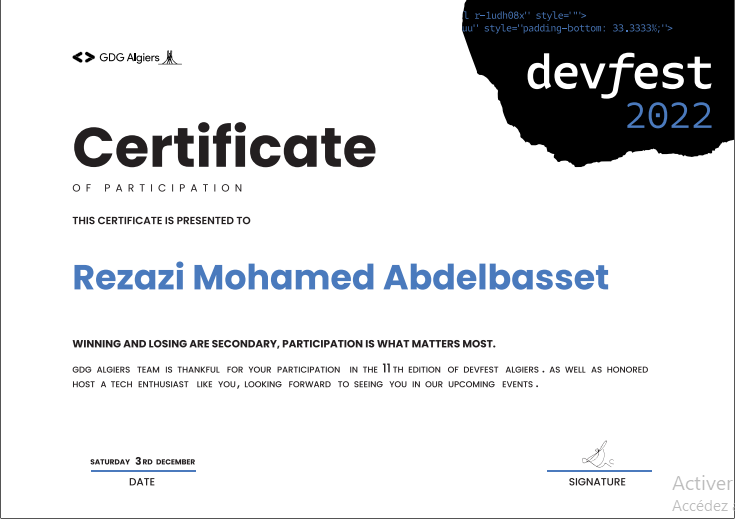 l r-1udh08x" style="">
uu" style="padding-bottom: 33.3333%;">
<> GDG Algiers
devfest
2022
Certificate
OF PARTICIPATION
THIS CERTIFICATE IS PRESENTED TO
Rezazi Mohamed Abdelbasset
WINNING AND LOSING ARE SECONDARY, PARTICIPATION IS WHAT MATTERS MOST.
GDG ALGIERS TEAM IS THANKFUL FOR YOUR PARTICIPATION IN THE 11TH EDITION OF DEVFEST ALGIERS. AS WELL AS HONORED
HOST A TECH ENTHUSIAST LIKE YOU, LOOKING FORWARD TO SEEING YOU IN OUR UPCOMING EVENTS.
SATURDAY 3RD DECEMBER
DATE
SIGNATURE
Activer
Accédez